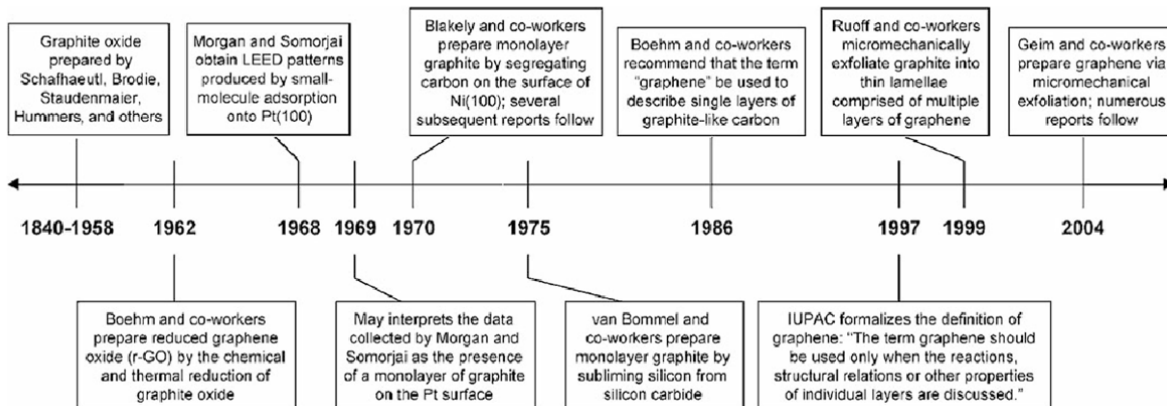 Graphite oxide
prepared by
Schafhaeutl, Brodie,
Staudenmaier,
Hummers, and others
Morgan and Somorjai
obtain LEED patterns
produced by small-
molecule adsorption
onto Pt(100)
Blakely and co-workers
prepare monolayer
graphite by segregating
carbon on the surface of
Ni(100); several
subsequent reports follow
Boehm and co-workers
recommend that the term
"graphene" be used to
describe single layers of
graphite-like carbon
Ruoff and co-workers
micromechanically
exfoliate graphite into
thin lamellae
comprised of multiple
layers of graphene
Geim and co-workers
prepare graphene via
micromechanical
exfoliation; numerous
reports follow
1840-1958
1962
1968
1969
1970
1975
1986
1997
1999
2004
Boehm and co-workers
prepare reduced graphene
oxide (r-GO) by the chemical
and thermal reduction of
graphite oxide
May interprets the data
collected by Morgan and
Somorjai as the presence
of a monolayer of graphite
on the Pt surface
van Bommel and
co-workers prepare
monolayer graphite by
subliming silicon from
silicon carbide
IUPAC formalizes the definition of
graphene: "The term graphene should
be used only when the reactions,
structural relations or other properties
of individual layers are discussed."